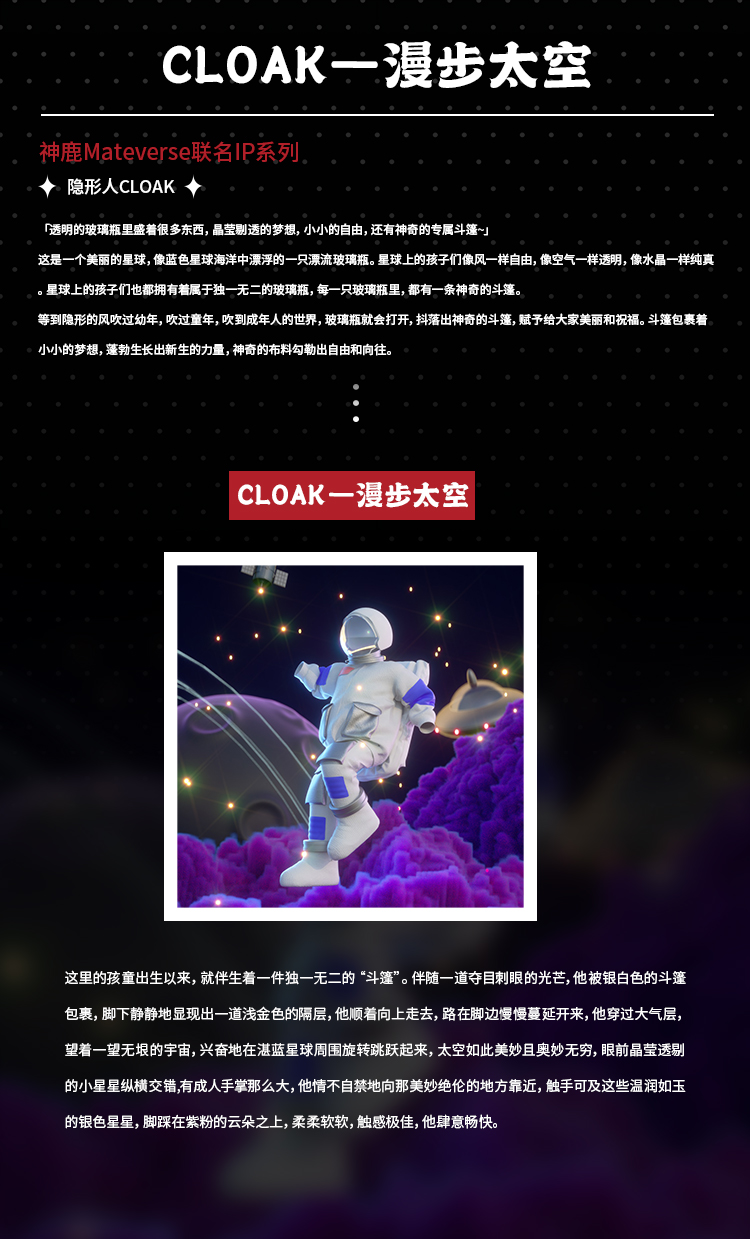 CLOAK—漫步太空
神鹿Mateverse联名IP系列
隐形人CLOAK
「透明的玻璃瓶里盛着很多东西，晶莹剔透的梦想，小小的自由，还有神奇的专属斗篷~」
这是一个美丽的星球，像蓝色星球海洋中漂浮的一只漂流玻璃瓶。星球上的孩子们像风一样自由，像空气一样透明，像水晶一样纯真
。星球上的孩子们也都拥有着属于独一无二的玻璃瓶，每一只玻璃瓶里，都有一条神奇的斗篷。
等到隐形的风吹过幼年，吹过童年，吹到成年人的世界，玻璃瓶就会打开，抖落出神奇的斗篷，赋予给大家美丽和祝福。斗篷包裹着
小小的梦想，蓬勃生长出新生的力量，神奇的布料勾勒出自由和向往。
CLOAK—漫步太空
这里的孩童出生以来，就伴生着一件独一无二的“斗篷”。伴随一道夺目刺眼的光芒，他被银白色的斗篷
包裹，脚下静静地显现出一道浅金色的隔层，他顺着向上走去，路在脚边慢慢蔓延开来，他穿过大气层，
望着一望无垠的宇宙，兴奋地在湛蓝星球周围旋转跳跃起来，太空如此美妙且奥妙无穷，眼前晶莹透剔
的小星星纵横交错,有成人手掌那么大，他情不自禁地向那美妙绝伦的地方靠近，触手可及这些温润如玉
的银色星星，脚踩在紫粉的云朵之上，柔柔软软，触感极佳，他肆意畅快。